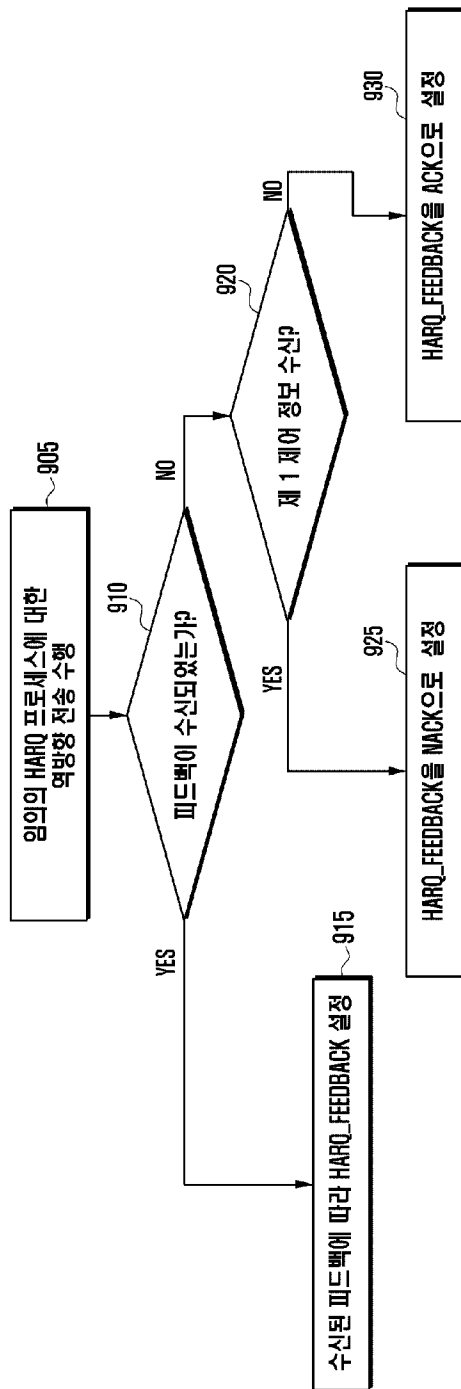 905
임의의 HARQ 프로세스에 대한
역방향 전송 수행
910
피드백이 수신되었는가?
YES
NO
915
수신된 피드백에 따라 HARQ_FEEDBACK 설정
920
제 1 제어 정보 수신?
YES
NO
925
HARQ_FEEDBACK을 NACK으로 설정
930
HARQ_FEEDBACK을 ACK으로 설정